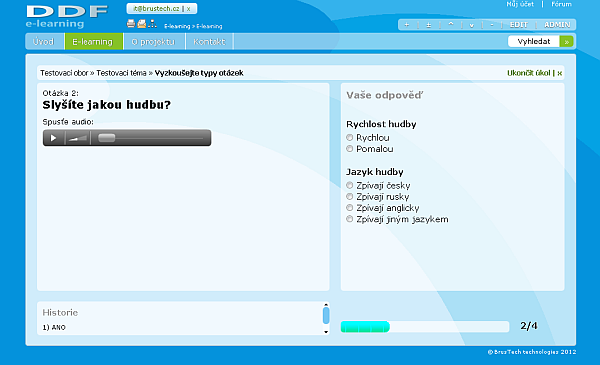 DDF
e-learning
it@brustech.cz | x
E-learning > E-learning
Můj účet | Fórum
EDIT | ADMIN
Úvod
E-learning
O projektu
Kontakt
Vyhledat »
Testovací obor » Testovací téma » Vyzkoušejte typy otázek
Ukončit úkol | x
Otázka 2:
Slyšíte jakou hudbu?
Spusťe audio:
Vaše odpověď
Rychlost hudby
Rychlou
Pomalou
Jazyk hudby
Zpívají česky
Zpívají rusky
Zpívají anglicky
Zpívají jiným jazykem
Historie
1) ANO
2/4
© BrusTech technologies 2012